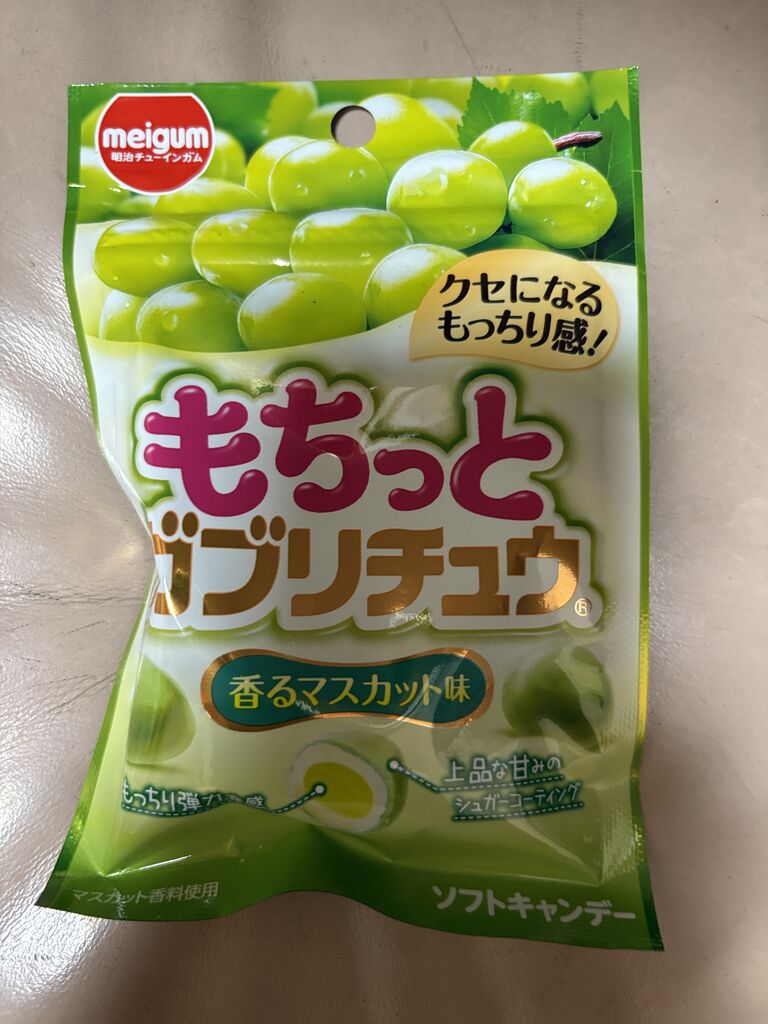 meigum
明治チューインガム
クセになる
もっちり感!
もちっと
ガブリチュウ®
香るマスカット味
上品な甘みの
シュガーコーティング
もっちり弾力
マスカット香料使用
ソフトキャンデー